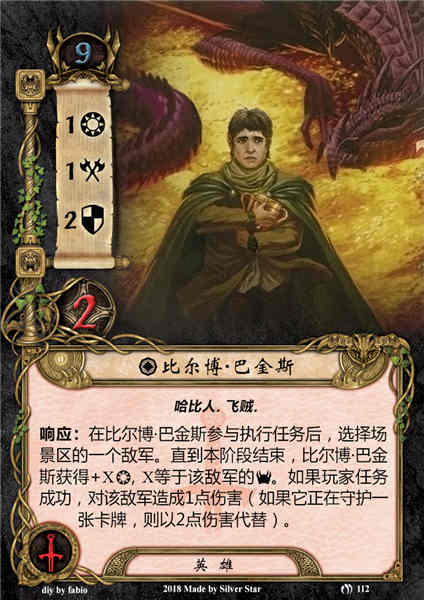 9
1
1
2
2
比尔博·巴金斯
哈比人. 飞贼.
响应：在比尔博·巴金斯参与执行任务后，选择场
景区的一个敌军。直到本阶段结束，比尔博·巴金
斯获得+X，X等于该敌军的。如果玩家任务
成功，对该敌军造成1点伤害（如果它正在守护一
张卡牌，则以2点伤害代替）。
英 雄
diy by fabio
2018 Made by Silver Star
112